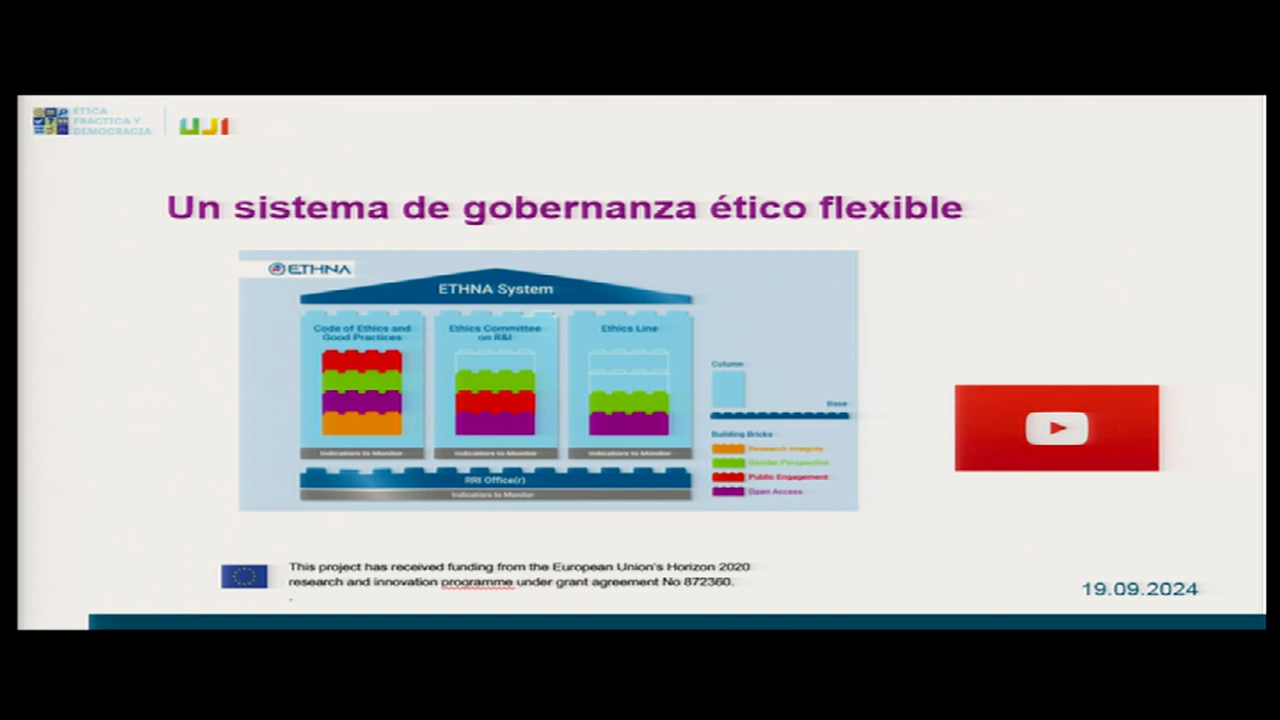 ÉTICA
PRÁCTICA Y
DEMOCRACIA
UJI
Un sistema de gobernanza ético flexible
ETHNA
ETHNA System
Code of Ethics and
Good Practices
Ethics Committee
on R&I
Ethics Line
Indicators to Monitor
Indicators to Monitor
Indicators to Monitor
RRI Office(r)
Indicators to Monitor
Column
Base
Building Bricks
Research Integrity
Gender Perspective
Public Engagement
Open Access
This project has received funding from the European Union's Horizon 2020
research and innovation programme under grant agreement No 872360.
.
19.09.2024